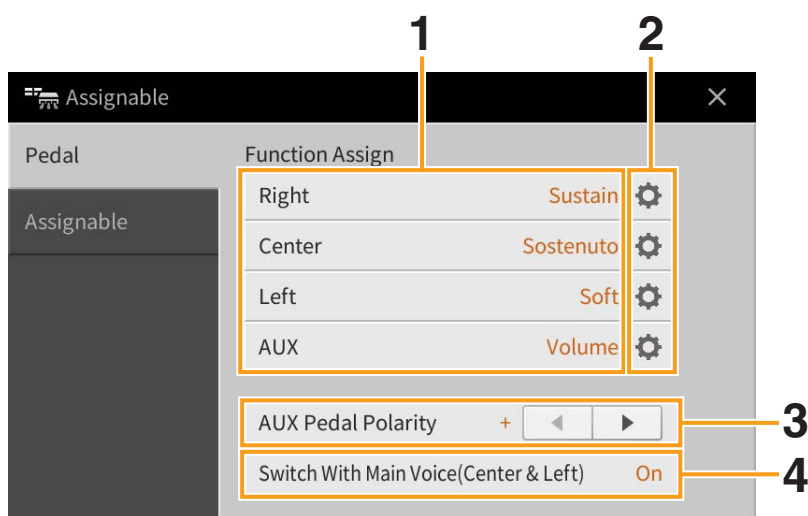 1 2
Assignable
Pedal
Function Assign
Right Sustain
Assignable
Center Sostenuto
Left Soft
AUX Volume
AUX Pedal Polarity + 3
Switch With Main Voice(Center & Left) On 4